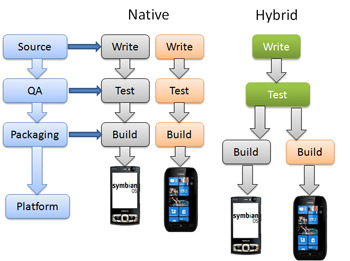 Native
Hybrid
Source
Write
Write
Write
QA
Test
Test
Test
Packaging
Build
Build
Build
Build
Platform
symbian
OS
symbian
OS